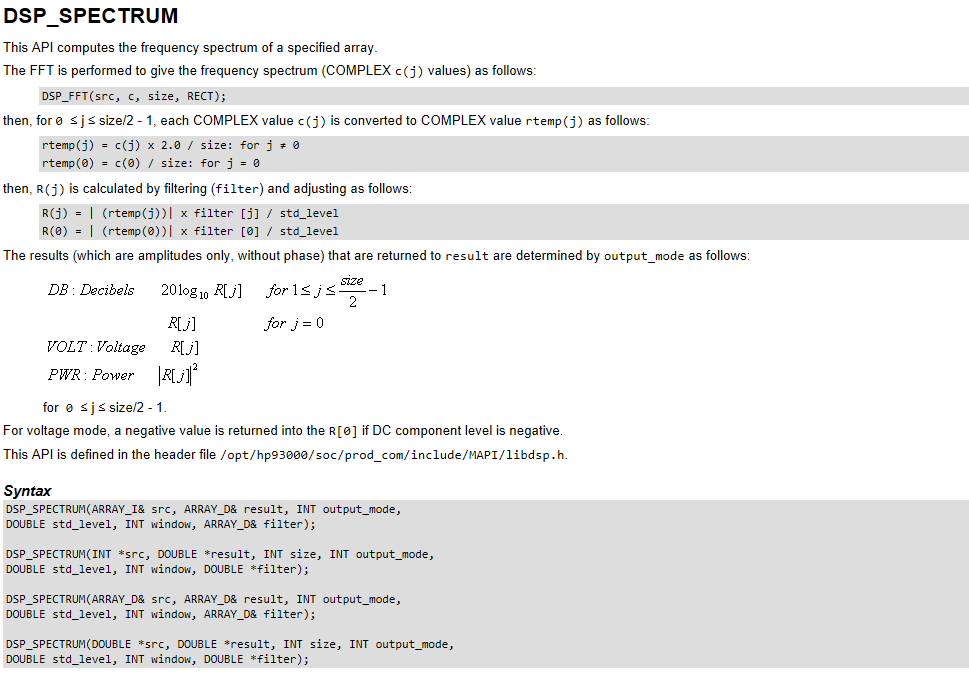 DSP_SPECTRUM
This API computes the frequency spectrum of a specified array.
The FFT is performed to give the frequency spectrum (COMPLEX c(j) values) as follows:
DSP_FFT(src, c, size, RECT);
then, for 0 ≤ j ≤ size/2 - 1, each COMPLEX value c(j) is converted to COMPLEX value rtemp(j) as follows:
rtemp(j) = c(j) x 2.0 / size: for j ≠ 0
rtemp(0) = c(0) / size: for j = 0
then, R(j) is calculated by filtering (filter) and adjusting as follows:
R(j) = | (rtemp(j))| x filter [j] / std_level
R(0) = | (rtemp(0))| x filter [0] / std_level
The results (which are amplitudes only, without phase) that are returned to result are determined by output_mode as follows:
DB : Decibels 20log10 R[j] for 1 ≤ j ≤ size/2 − 1
R[j] for j = 0
VOLT : Voltage R[j]
PWR : Power |R[j]|²
for 0 ≤ j ≤ size/2 - 1.
For voltage mode, a negative value is returned into the R[0] if DC component level is negative.
This API is defined in the header file /opt/hp93000/soc/prod_com/include/MAPI/libdsp.h.
Syntax
DSP_SPECTRUM(ARRAY_I& src, ARRAY_D& result, INT output_mode,
DOUBLE std_level, INT window, ARRAY_D& filter);
DSP_SPECTRUM(INT *src, DOUBLE *result, INT size, INT output_mode,
DOUBLE std_level, INT window, DOUBLE *filter);
DSP_SPECTRUM(ARRAY_D& src, ARRAY_D& result, INT output_mode,
DOUBLE std_level, INT window, ARRAY_D& filter);
DSP_SPECTRUM(DOUBLE *src, DOUBLE *result, INT size, INT output_mode,
DOUBLE std_level, INT window, DOUBLE *filter);